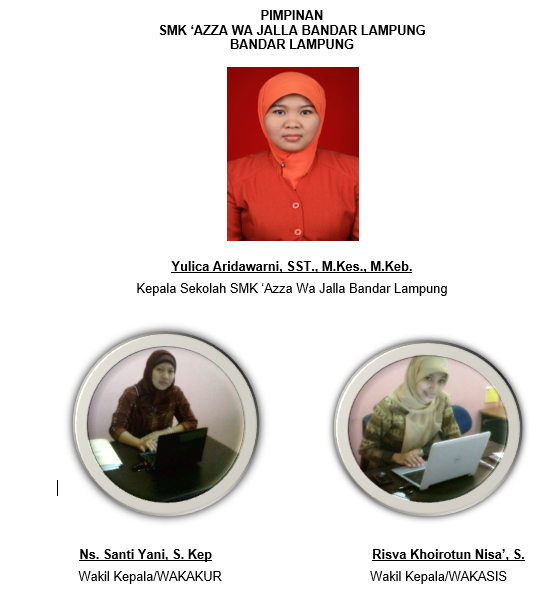 PIMPINAN
SMK ‘AZZA WA JALLA BANDAR LAMPUNG
BANDAR LAMPUNG
Yulica Aridawarni, SST., M.Kes., M.Keb.
Kepala Sekolah SMK ‘Azza Wa Jalla Bandar Lampung
Ns. Santi Yani, S. Kep
Risva Khoirotun Nisa’, S.
Wakil Kepala/WAKAKUR
Wakil Kepala/WAKASIS